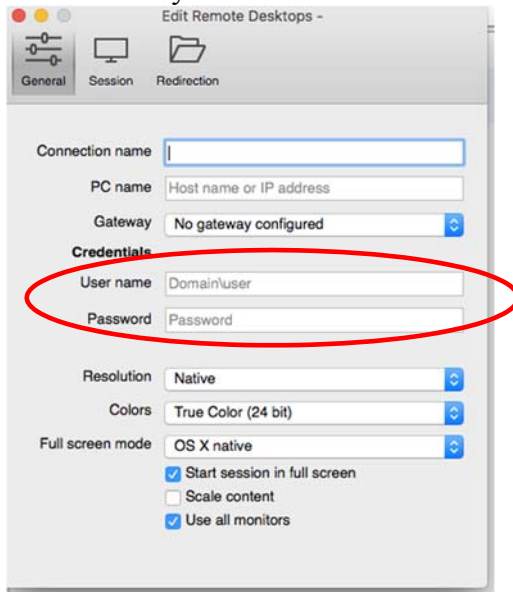 Edit Remote Desktops -
General Session Redirection
Connection name
PC name Host name or IP address
Gateway No gateway configured
Credentials
User name Domain\user
Password Password
Resolution Native
Colors True Color (24 bit)
Full screen mode OS X native
Start session in full screen
Scale content
Use all monitors